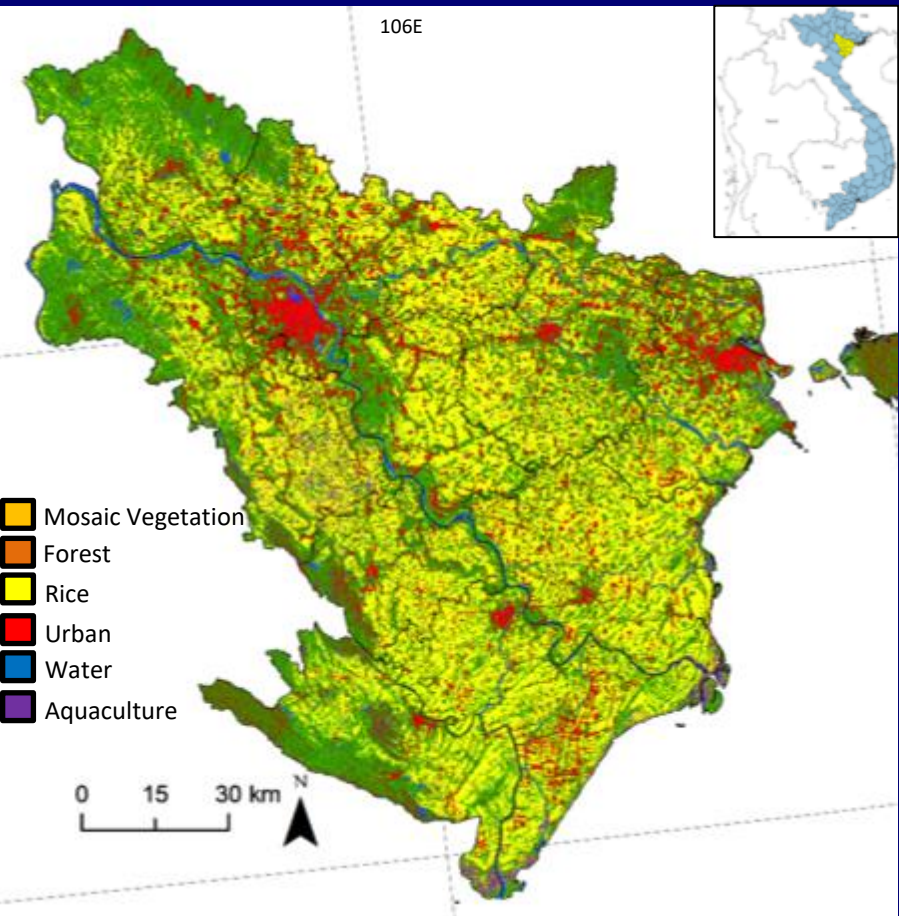 106E
Mosaic Vegetation
Forest
Rice
Urban
Water
Aquaculture
0 15 30 km
N